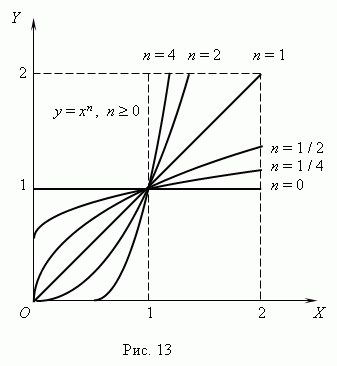 Y
n = 4 n = 2 n = 1
2
y = xⁿ, n ≥ 0
n = 1 / 2
n = 1 / 4
1
n = 0
O 1 2 X
Рис. 13